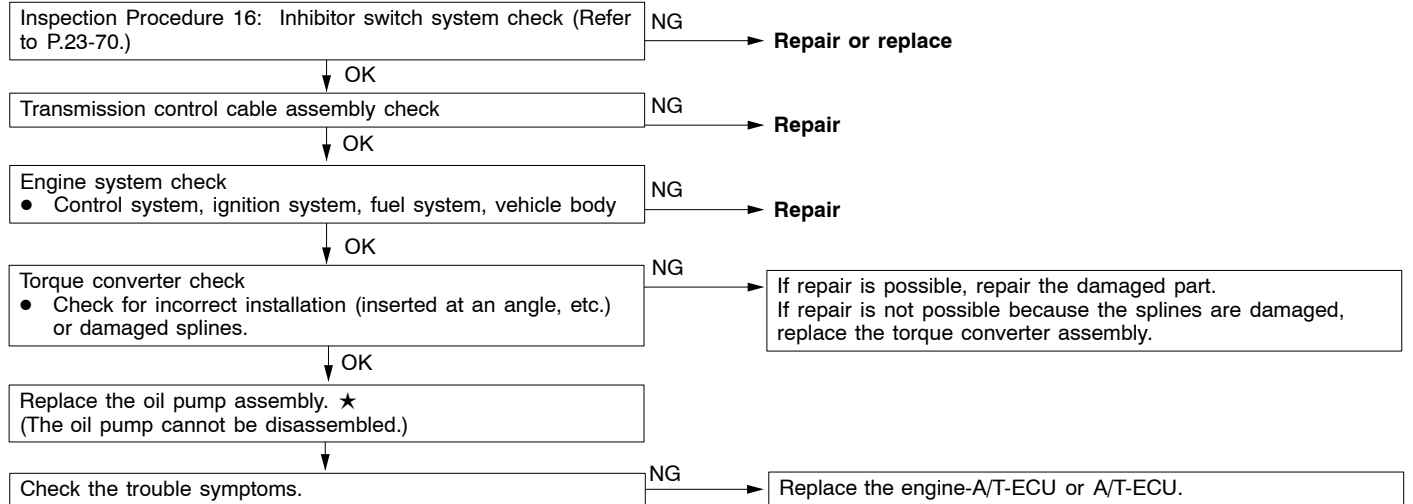 Inspection Procedure 16: Inhibitor switch system check (Refer
to P.23-70.)
NG
Repair or replace
OK
Transmission control cable assembly check
NG
Repair
OK
Engine system check
● Control system, ignition system, fuel system, vehicle body
NG
Repair
OK
Torque converter check
● Check for incorrect installation (inserted at an angle, etc.)
or damaged splines.
NG
If repair is possible, repair the damaged part.
If repair is not possible because the splines are damaged,
replace the torque converter assembly.
OK
Replace the oil pump assembly. ★
(The oil pump cannot be disassembled.)
Check the trouble symptoms.
NG
Replace the engine-A/T-ECU or A/T-ECU.